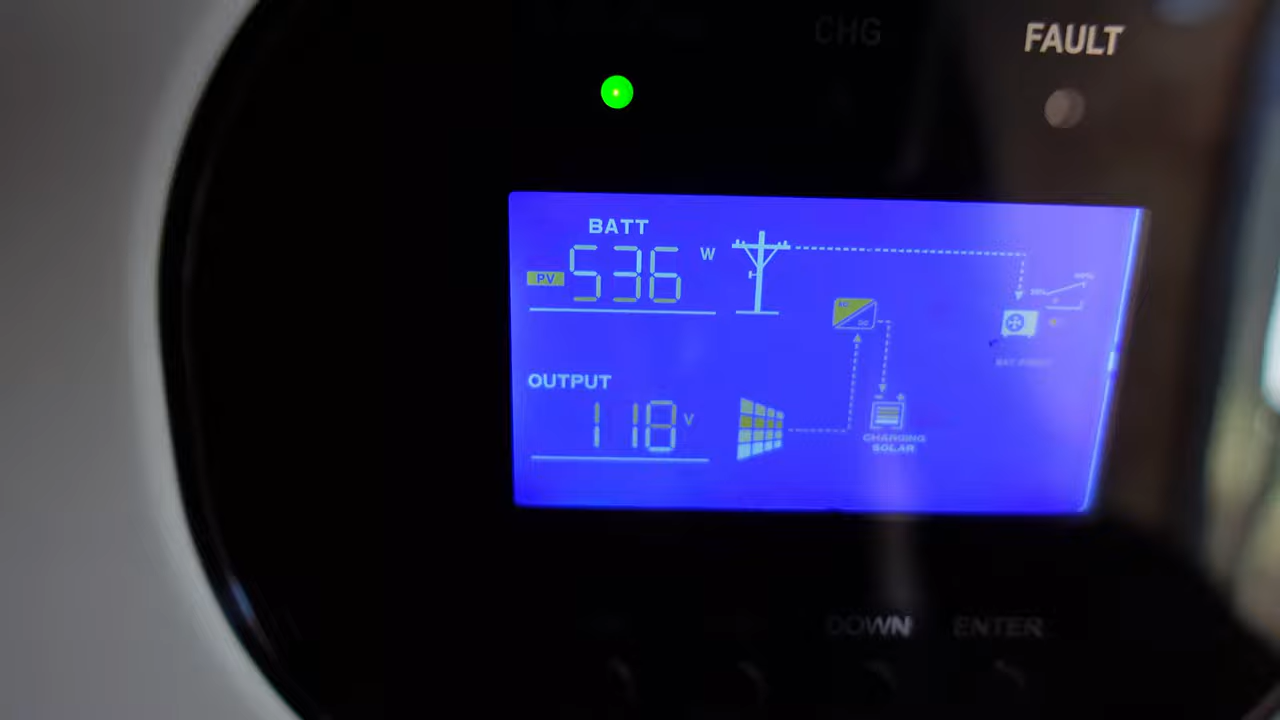 CHG
FAULT
BATT
PV 536 W
OUTPUT
118 V
CHARGING
SOLAR
DOWN ENTER